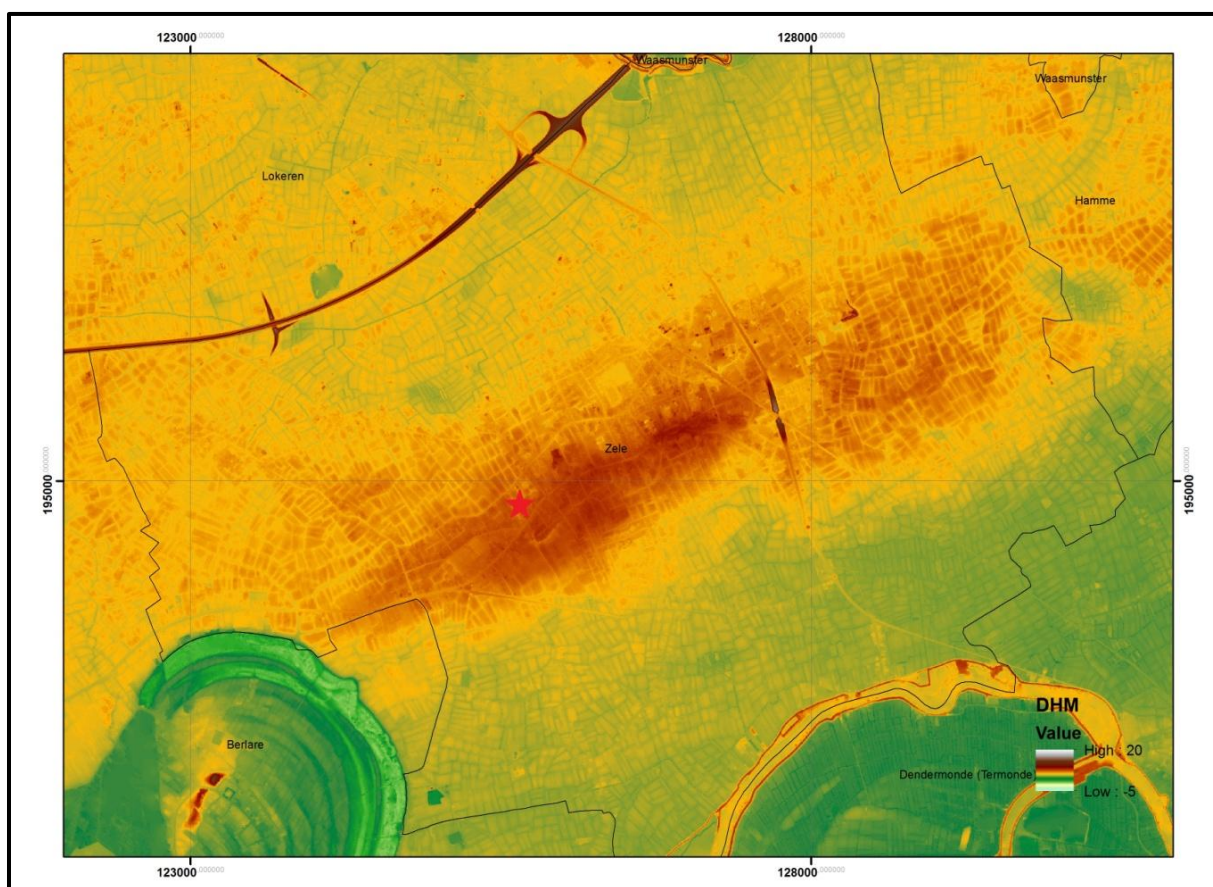 123000,000000
128000,000000
Waasmunster
Waasmunster
Lokeren
Hamme
Zele
195000,000000
195000,000000
DHM
Value
Berlare
High : 20
Dendermonde (Termonde
Low : -5
123000,000000
128000,000000